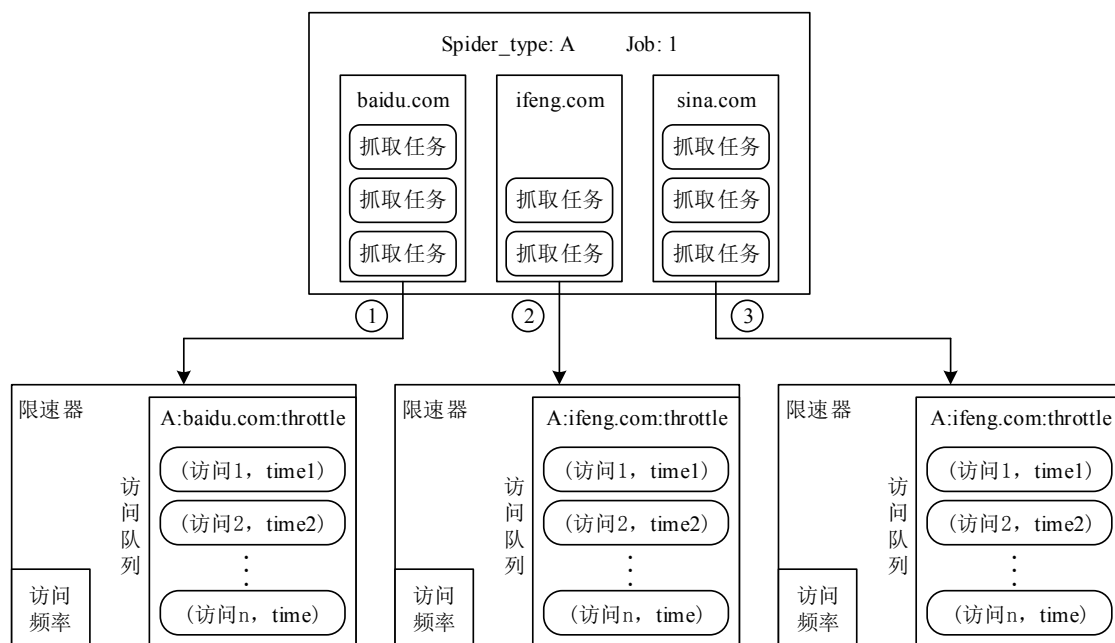 Spider_type: A Job: 1
baidu.com
抓取任务
抓取任务
抓取任务
ifeng.com
抓取任务
抓取任务
sina.com
抓取任务
抓取任务
抓取任务
1
2
3
限速器
A:baidu.com:throttle
访问队列
(访问1，time1)
(访问2，time2)
(访问n，time)
访问
频率
限速器
A:ifeng.com:throttle
访问队列
(访问1，time1)
(访问2，time2)
(访问n，time)
访问
频率
限速器
A:ifeng.com:throttle
访问队列
(访问1，time1)
(访问2，time2)
(访问n，time)
访问
频率